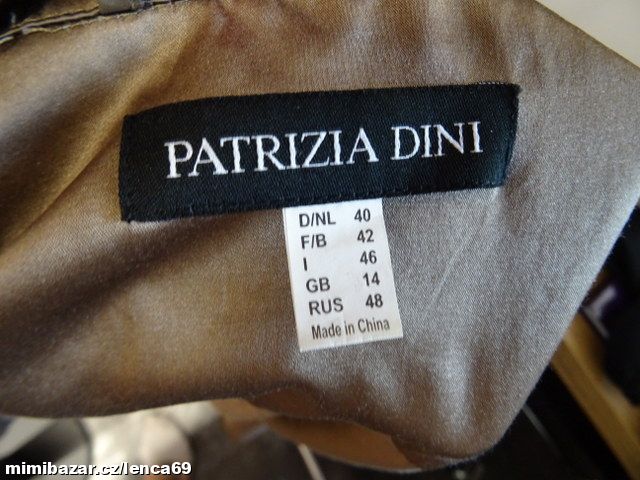 PATRIZIA DINI
D/NL 40
F/B 42
I 46
GB 14
RUS 48
Made in China
mimibazar.cz/lenca69